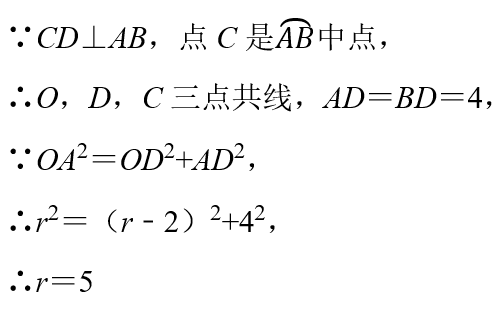 ∵CD⊥AB，点 C 是A͡B中点，
∴O，D，C 三点共线，AD＝BD＝4，
∵OA²＝OD²+AD²，
∴r²＝（r﹣2）²+4²，
∴r＝5